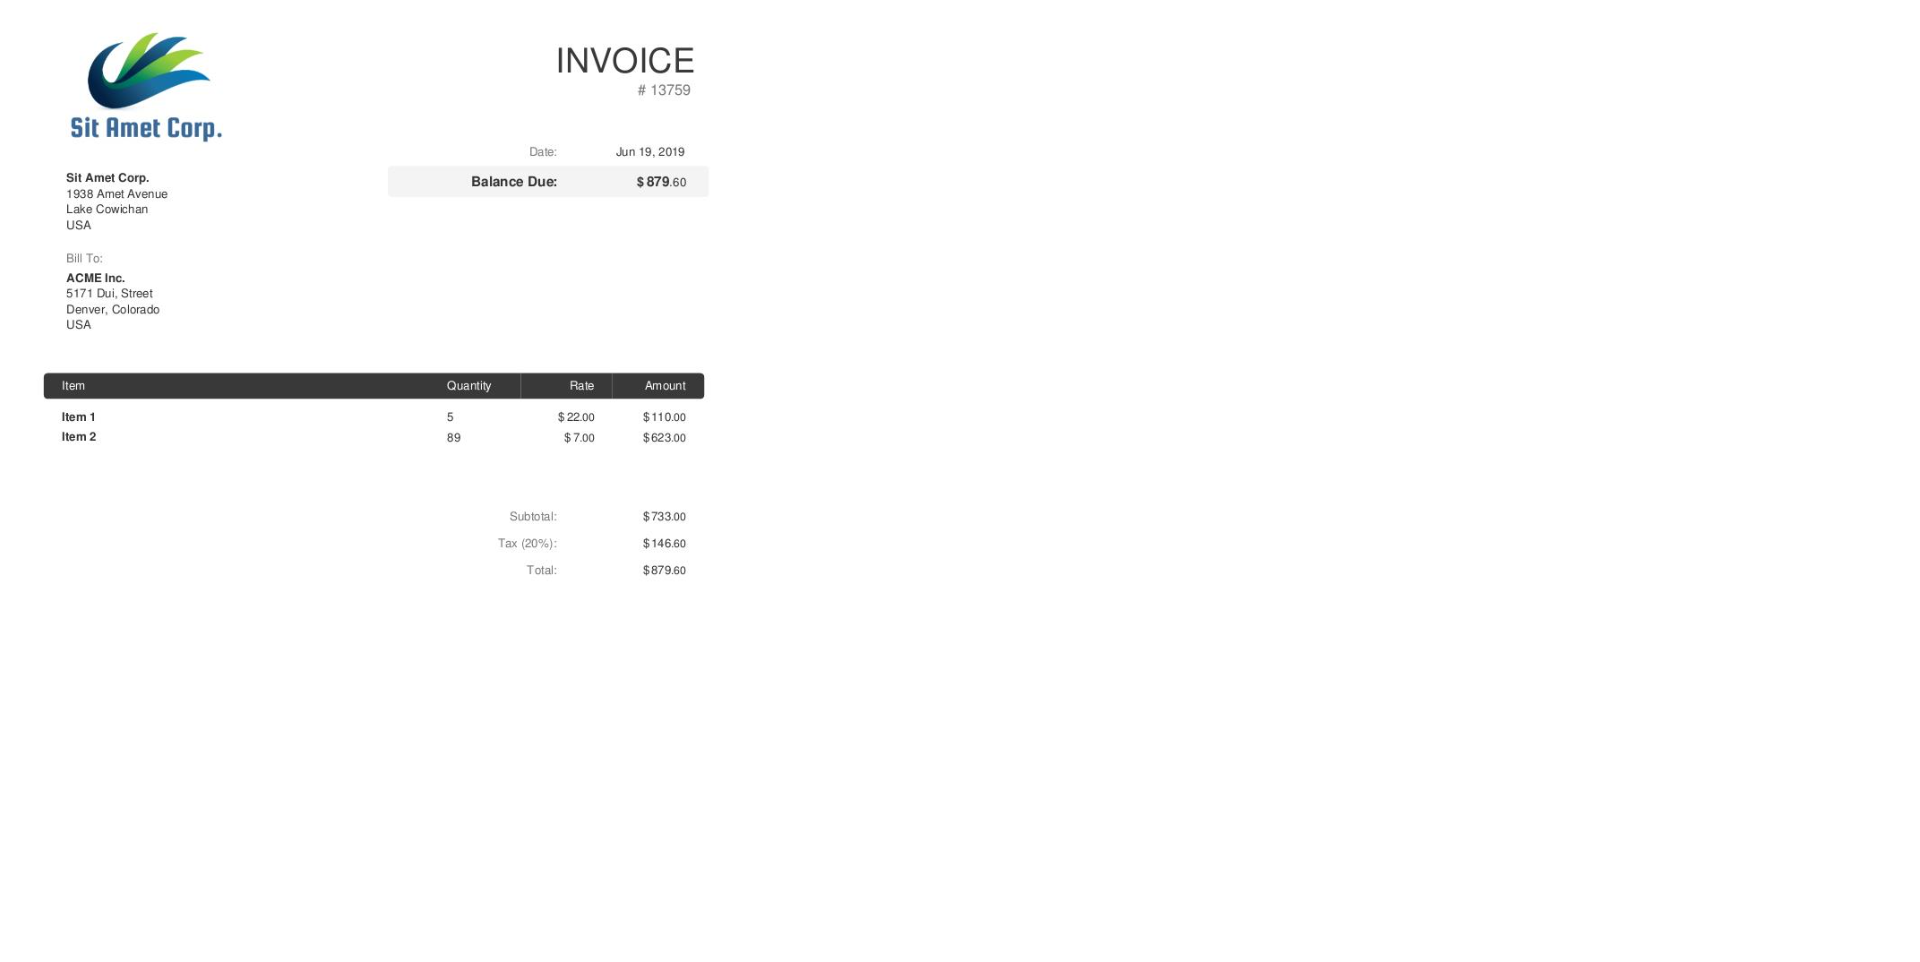 Sit Amet Corp.
INVOICE
# 13759
Date: Jun 19, 2019
Balance Due: $ 879.60
Sit Amet Corp.
1938 Amet Avenue
Lake Cowichan
USA
Bill To:
ACME Inc.
5171 Dui, Street
Denver, Colorado
USA
Item Quantity Rate Amount
Item 1 5 $ 22.00 $ 110.00
Item 2 89 $ 7.00 $ 623.00
Subtotal: $ 733.00
Tax (20%): $ 146.60
Total: $ 879.60